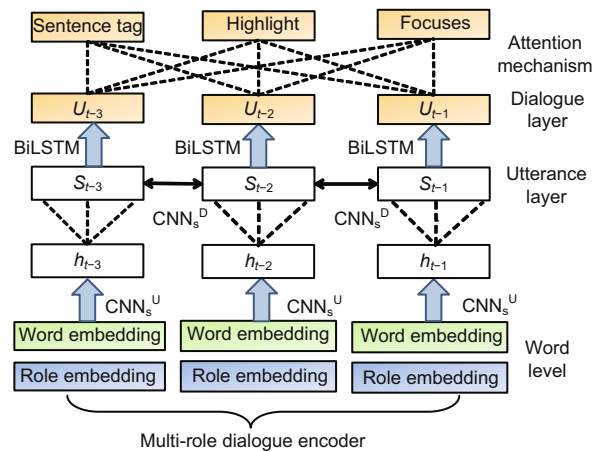 Sentence tag Highlight Focuses
Attention
mechanism
U_{t−3} U_{t−2} U_{t−1}
Dialogue
layer
BiLSTM BiLSTM BiLSTM
S_{t−3} S_{t−2} S_{t−1}
Utterance
layer
CNN_s^D CNN_s^D
h_{t−3} h_{t−2} h_{t−1}
CNN_s^U CNN_s^U CNN_s^U
Word embedding Word embedding Word embedding
Word
level
Role embedding Role embedding Role embedding
Multi-role dialogue encoder